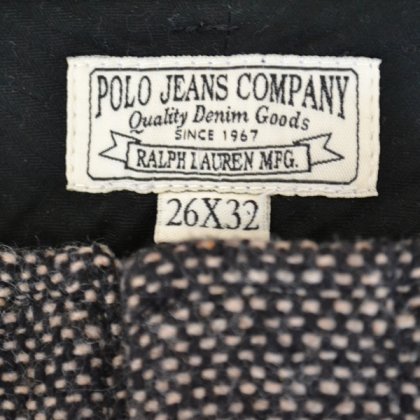 POLO JEANS COMPANY
Quality Denim Goods
SINCE 1967
RALPH LAUREN MFG.
26X32